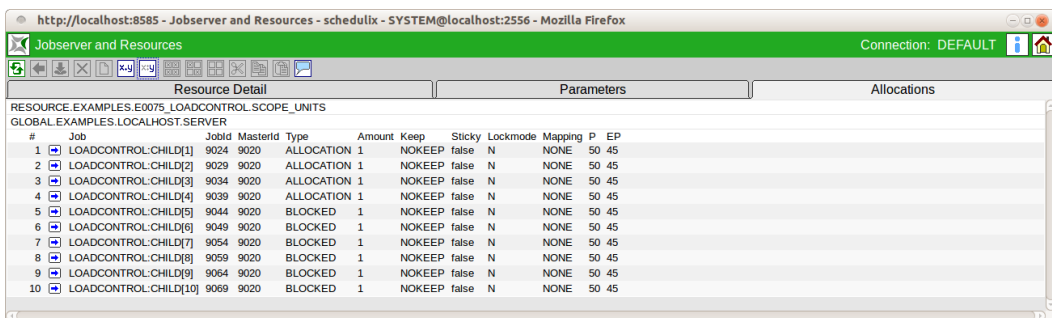 http://localhost:8585 - Jobserver and Resources - schedulix - SYSTEM@localhost:2556 - Mozilla Firefox
Jobserver and Resources Connection: DEFAULT
x.y x:y
Resource Detail Parameters Allocations
RESOURCE.EXAMPLES.E0075_LOADCONTROL.SCOPE_UNITS
GLOBAL.EXAMPLES.LOCALHOST.SERVER
# Job JobId MasterId Type Amount Keep Sticky Lockmode Mapping P EP
1 LOADCONTROL:CHILD[1] 9024 9020 ALLOCATION 1 NOKEEP false N NONE 50 45
2 LOADCONTROL:CHILD[2] 9029 9020 ALLOCATION 1 NOKEEP false N NONE 50 45
3 LOADCONTROL:CHILD[3] 9034 9020 ALLOCATION 1 NOKEEP false N NONE 50 45
4 LOADCONTROL:CHILD[4] 9039 9020 ALLOCATION 1 NOKEEP false N NONE 50 45
5 LOADCONTROL:CHILD[5] 9044 9020 BLOCKED 1 NOKEEP false N NONE 50 45
6 LOADCONTROL:CHILD[6] 9049 9020 BLOCKED 1 NOKEEP false N NONE 50 45
7 LOADCONTROL:CHILD[7] 9054 9020 BLOCKED 1 NOKEEP false N NONE 50 45
8 LOADCONTROL:CHILD[8] 9059 9020 BLOCKED 1 NOKEEP false N NONE 50 45
9 LOADCONTROL:CHILD[9] 9064 9020 BLOCKED 1 NOKEEP false N NONE 50 45
10 LOADCONTROL:CHILD[10] 9069 9020 BLOCKED 1 NOKEEP false N NONE 50 45